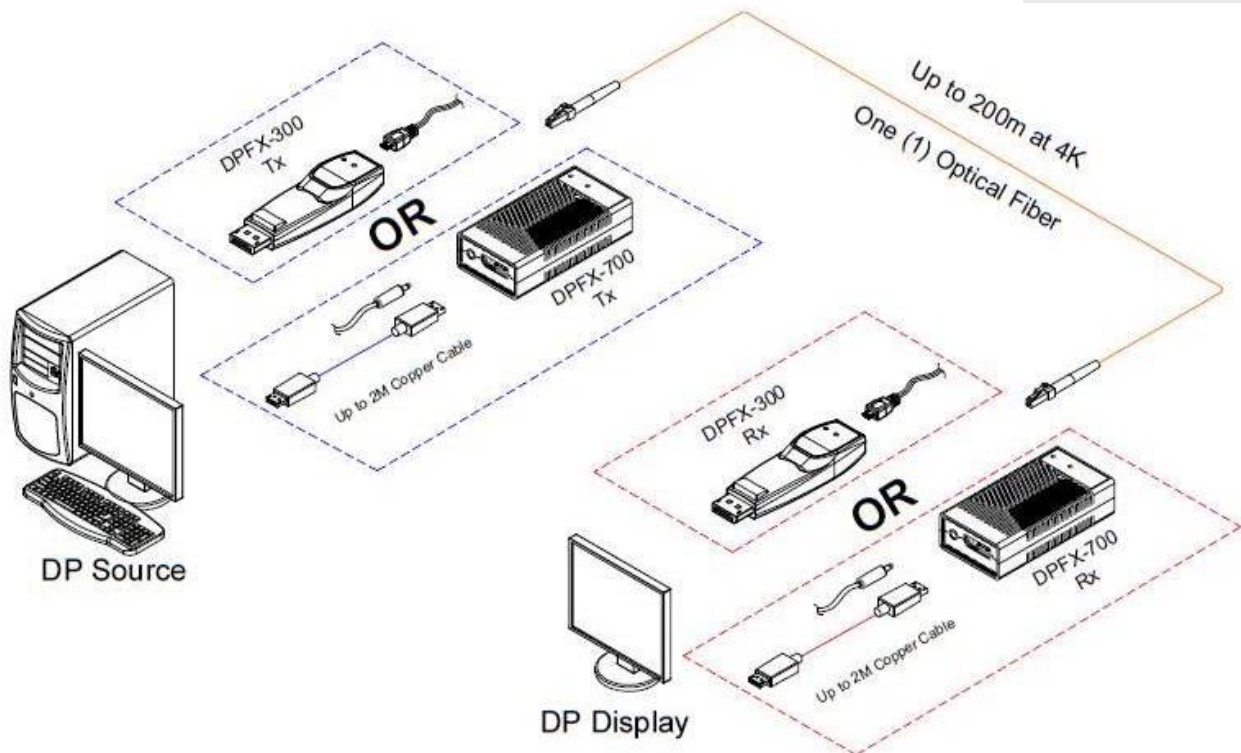 DPFX-300
Tx
OR
DPFX-700
Tx
Up to 2M Copper Cable
DP Source
Up to 200m at 4K
One (1) Optical Fiber
DPFX-300
Rx
OR
DPFX-700
Rx
Up to 2M Copper Cable
DP Display